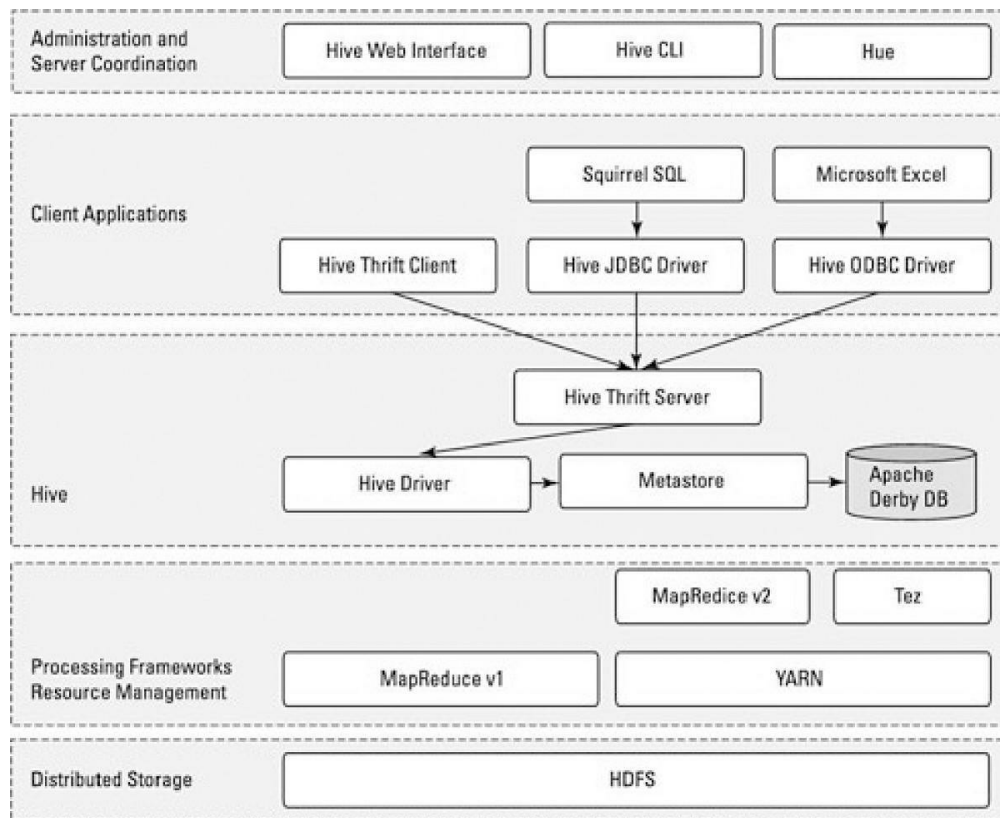 Administration and
Server Coordination
Hive Web Interface
Hive CLI
Hue
Squirrel SQL
Microsoft Excel
Client Applications
Hive Thrift Client
Hive JDBC Driver
Hive ODBC Driver
Hive Thrift Server
Hive
Hive Driver
Metastore
Apache
Derby DB
MapRedice v2
Tez
Processing Frameworks
Resource Management
MapReduce v1
YARN
Distributed Storage
HDFS